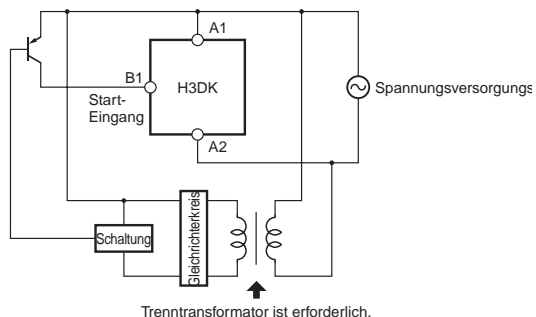 A1
B1
H3DK
Start-
Eingang
Spannungsversorgungs
A2
Gleichrichterkreis
Schaltung
Trenntransformator ist erforderlich.